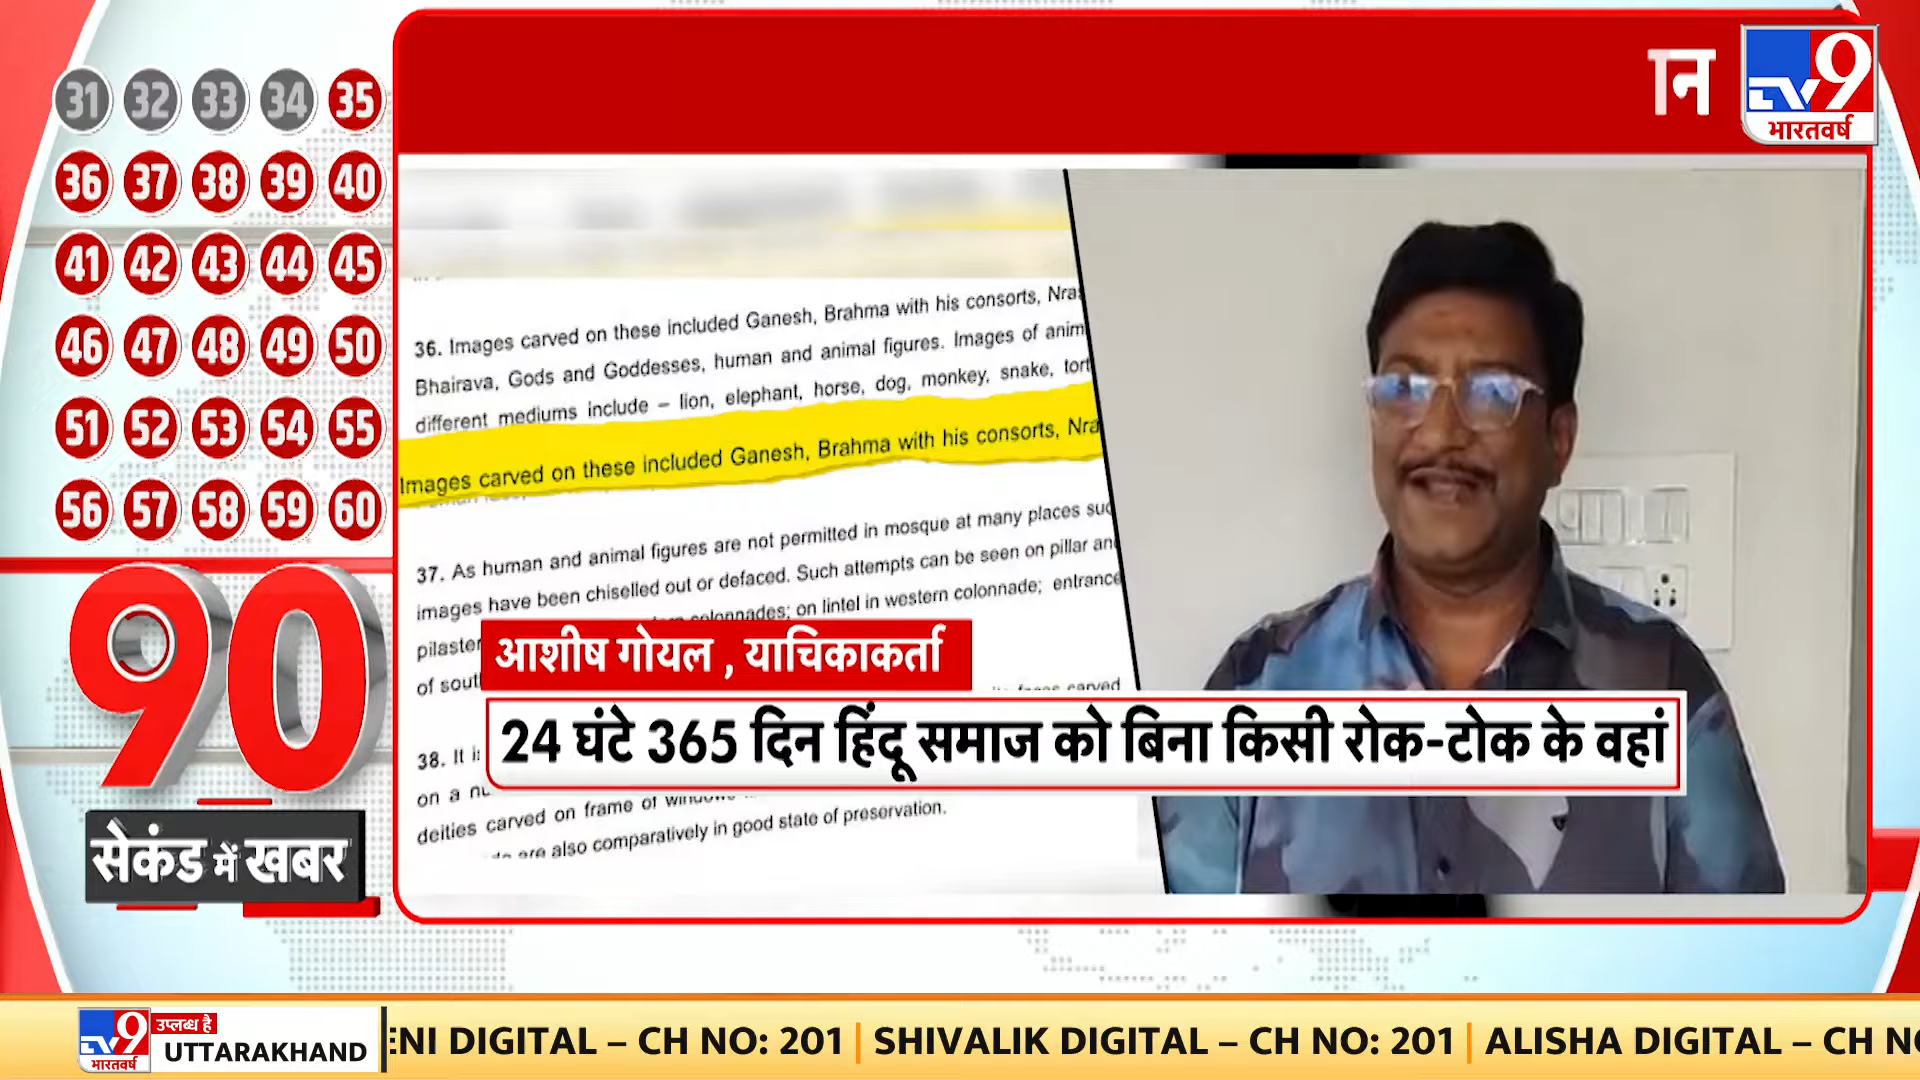 31 32 33 34 35
36 37 38 39 40
41 42 43 44 45
46 47 48 49 50
51 52 53 54 55
56 57 58 59 60
90
सेकंड में खबर
ान
TV9
भारतवर्ष
36. Images carved on these included Ganesh, Brahma with his consorts,
Bhairava, Gods and Goddesses, human and animal figures. Images of
different mediums include – lion, elephant, horse, dog, monkey, snake,
Images carved on these included Ganesh, Brahma with his consorts,
37. As human and animal figures are not permitted in mosque at many places
images have been chiselled out or defaced. Such attempts can be seen on pillar
colonnades; on lintel in western colonnade; entrance
of
carved
38. It
on a
deities carved on frame of
are also comparatively in good state of preservation.
आशीष गोयल , याचिकाकर्ता
24 घंटे 365 दिन हिंदू समाज को बिना किसी रोक-टोक के वहां
TV9
भारतवर्ष
उप्लब्ध है
UTTARAKHAND
ENI DIGITAL – CH NO: 201 | SHIVALIK DIGITAL – CH NO: 201 | ALISHA DIGITAL – CH